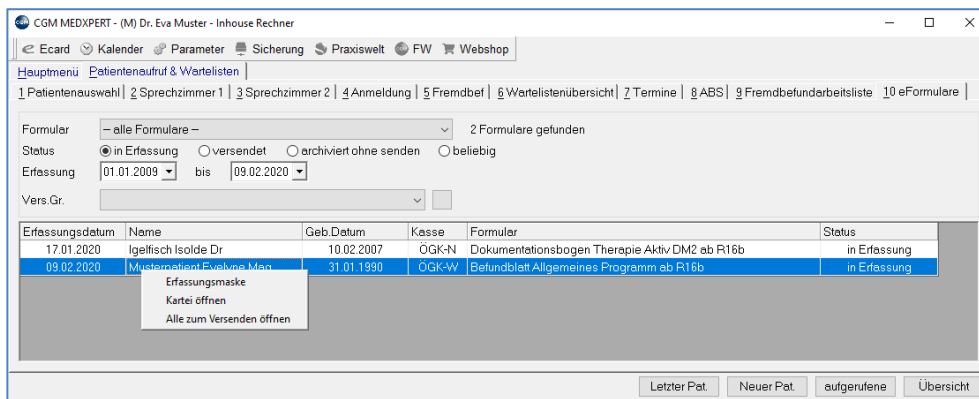 CGM MEDXPERT - (M) Dr. Eva Muster - Inhouse Rechner
Ecard Kalender Parameter Sicherung Praxiswelt FW Webshop
Hauptmenü Patientenaufruf & Wartelisten
1 Patientenauswahl 2 Sprechzimmer 1 3 Sprechzimmer 2 4 Anmeldung 5 Fremdbef 6 Wartelistenübersicht 7 Termine 8 ABS 9 Fremdbefundarbeitsliste 10 eFormulare
Formular – alle Formulare – 2 Formulare gefunden
Status in Erfassung versendet archiviert ohne senden beliebig
Erfassung 01.01.2009 bis 09.02.2020
Vers.Gr.
Erfassungsdatum Name Geb.Datum Kasse Formular Status
17.01.2020 Igelfisch Isolde Dr 10.02.2007 ÖGK-N Dokumentationsbogen Therapie Aktiv DM2 ab R16b in Erfassung
09.02.2020 Musterpatient Evelyne Mag 31.01.1990 ÖGK-W Befundblatt Allgemeines Programm ab R16b in Erfassung
Erfassungsmaske
Kartei öffnen
Alle zum Versenden öffnen
Letzter Pat. Neuer Pat. aufgerufene Übersicht